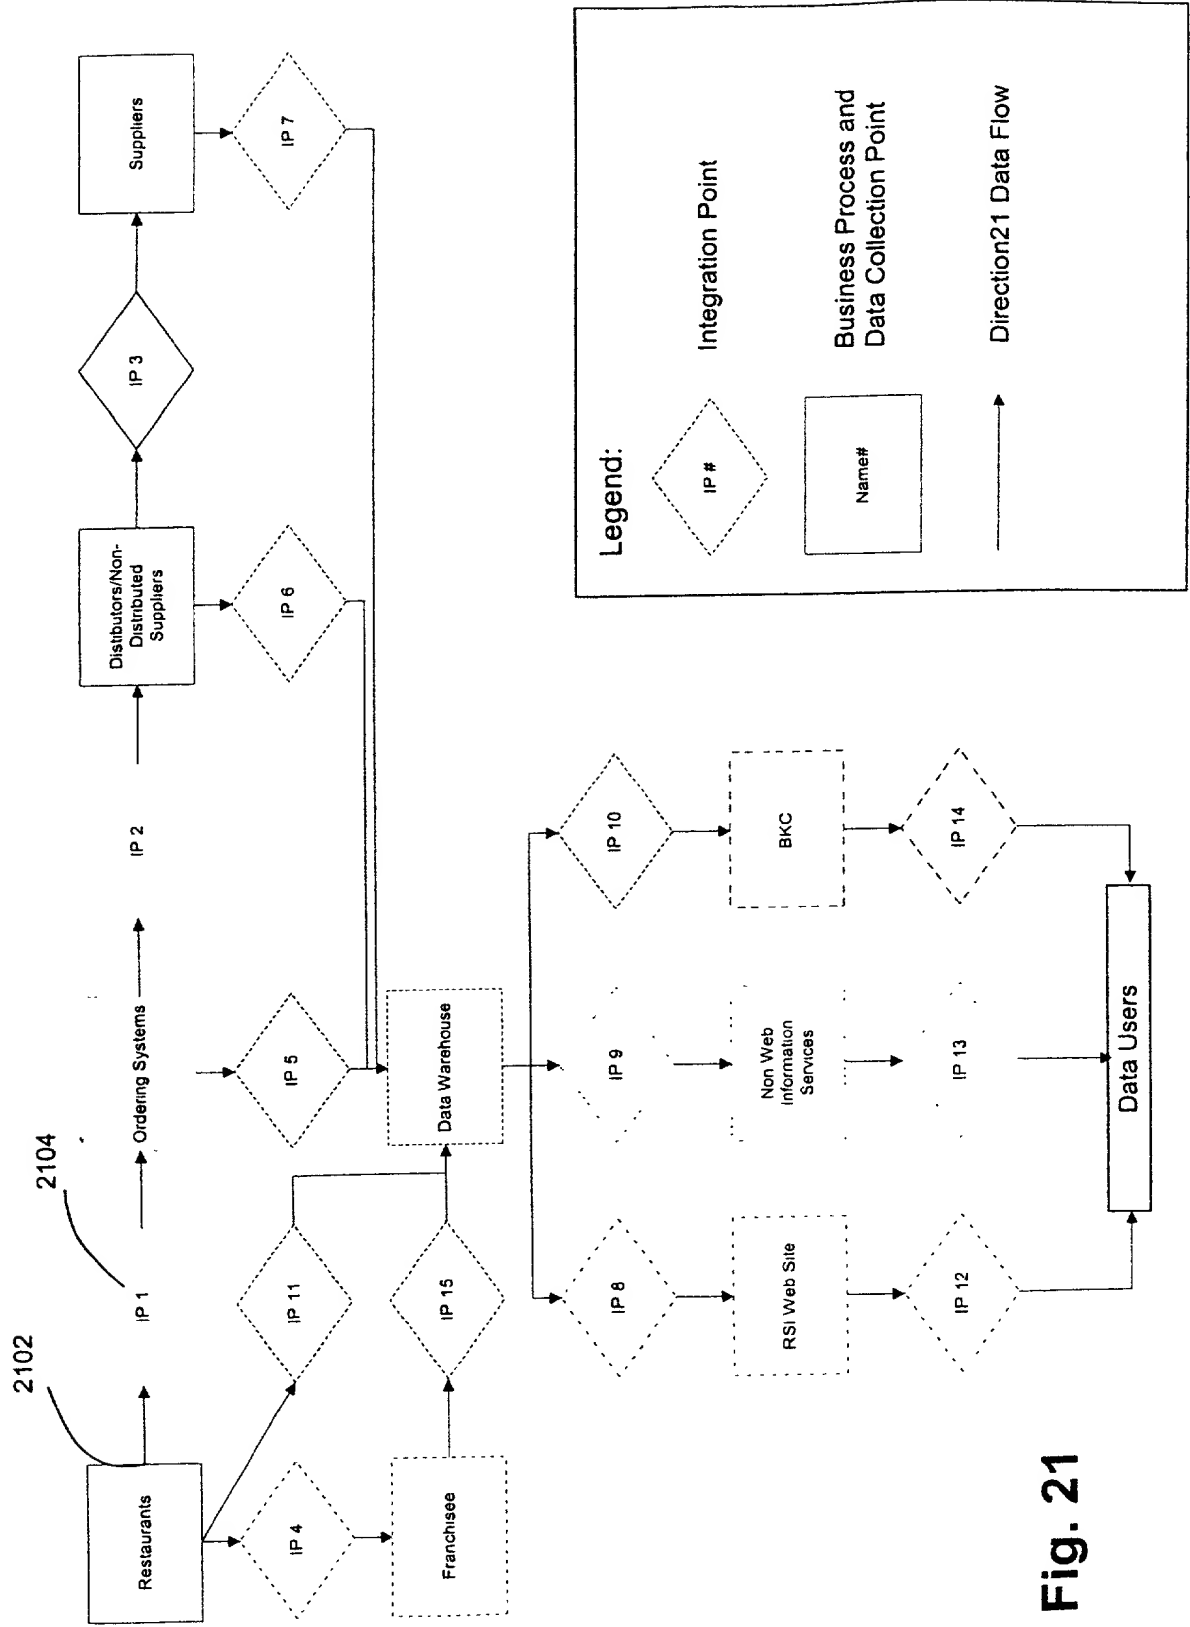 2102
2104
Restaurants
IP 1
Ordering Systems
IP 2
Distibutors/Non-
Distributed
Suppliers
IP 3
Suppliers
IP 4
IP 11
IP 5
IP 6
IP 7
Franchisee
IP 15
Data Warehouse
IP 8
IP 9
IP 10
RSI Web Site
Non Web
Information
Services
BKC
IP 12
IP 13
IP 14
Data Users
Legend:
IP #
Integration Point
Name#
Business Process and
Data Collection Point
Direction21 Data Flow
Fig. 21